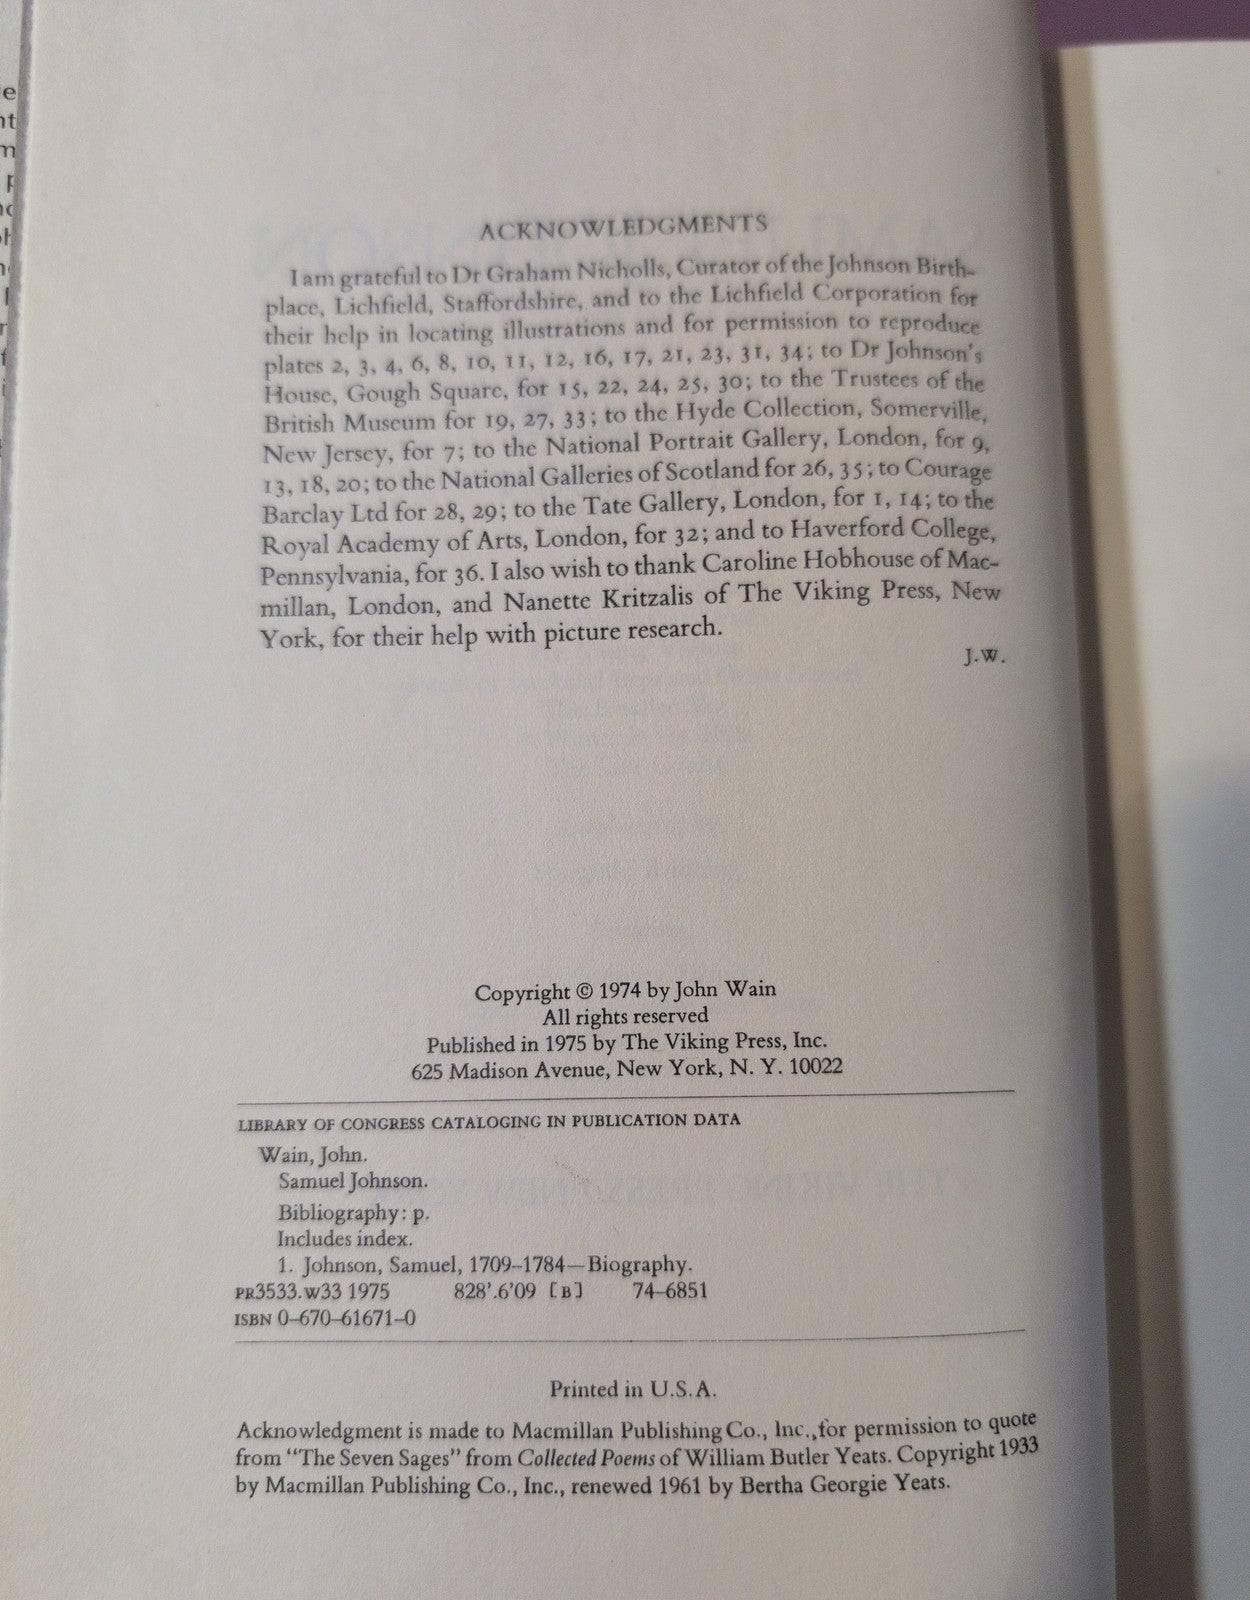 ACKNOWLEDGMENTS
I am grateful to Dr Graham Nicholls, Curator of the Johnson Birth-
place, Lichfield, Staffordshire, and to the Lichfield Corporation for
their help in locating illustrations and for permission to reproduce
plates 2, 3, 4, 6, 8, 10, 11, 12, 16, 17, 21, 23, 31, 34; to Dr Johnson's
House, Gough Square, for 15, 22, 24, 25, 30; to the Trustees of the
British Museum for 19, 27, 33; to the Hyde Collection, Somerville,
New Jersey, for 7; to the National Portrait Gallery, London, for 9,
13, 18, 20; to the National Galleries of Scotland for 26, 35; to Courage
Barclay Ltd for 28, 29; to the Tate Gallery, London, for 1, 14; to the
Royal Academy of Arts, London, for 32; and to Haverford College,
Pennsylvania, for 36. I also wish to thank Caroline Hobhouse of Mac-
millan, London, and Nanette Kritzalis of The Viking Press, New
York, for their help with picture research.
J.W.
Copyright © 1974 by John Wain
All rights reserved
Published in 1975 by The Viking Press, Inc.
625 Madison Avenue, New York, N. Y. 10022
LIBRARY OF CONGRESS CATALOGING IN PUBLICATION DATA
Wain, John.
Samuel Johnson.
Bibliography: p.
Includes index.
1. Johnson, Samuel, 1709–1784—Biography.
PR3533.W33 1975 828'.6'09 [B] 74–6851
ISBN 0–670–61671–0
Printed in U.S.A.
Acknowledgment is made to Macmillan Publishing Co., Inc., for permission to quote
from "The Seven Sages" from Collected Poems of William Butler Yeats. Copyright 1933
by Macmillan Publishing Co., Inc., renewed 1961 by Bertha Georgie Yeats.